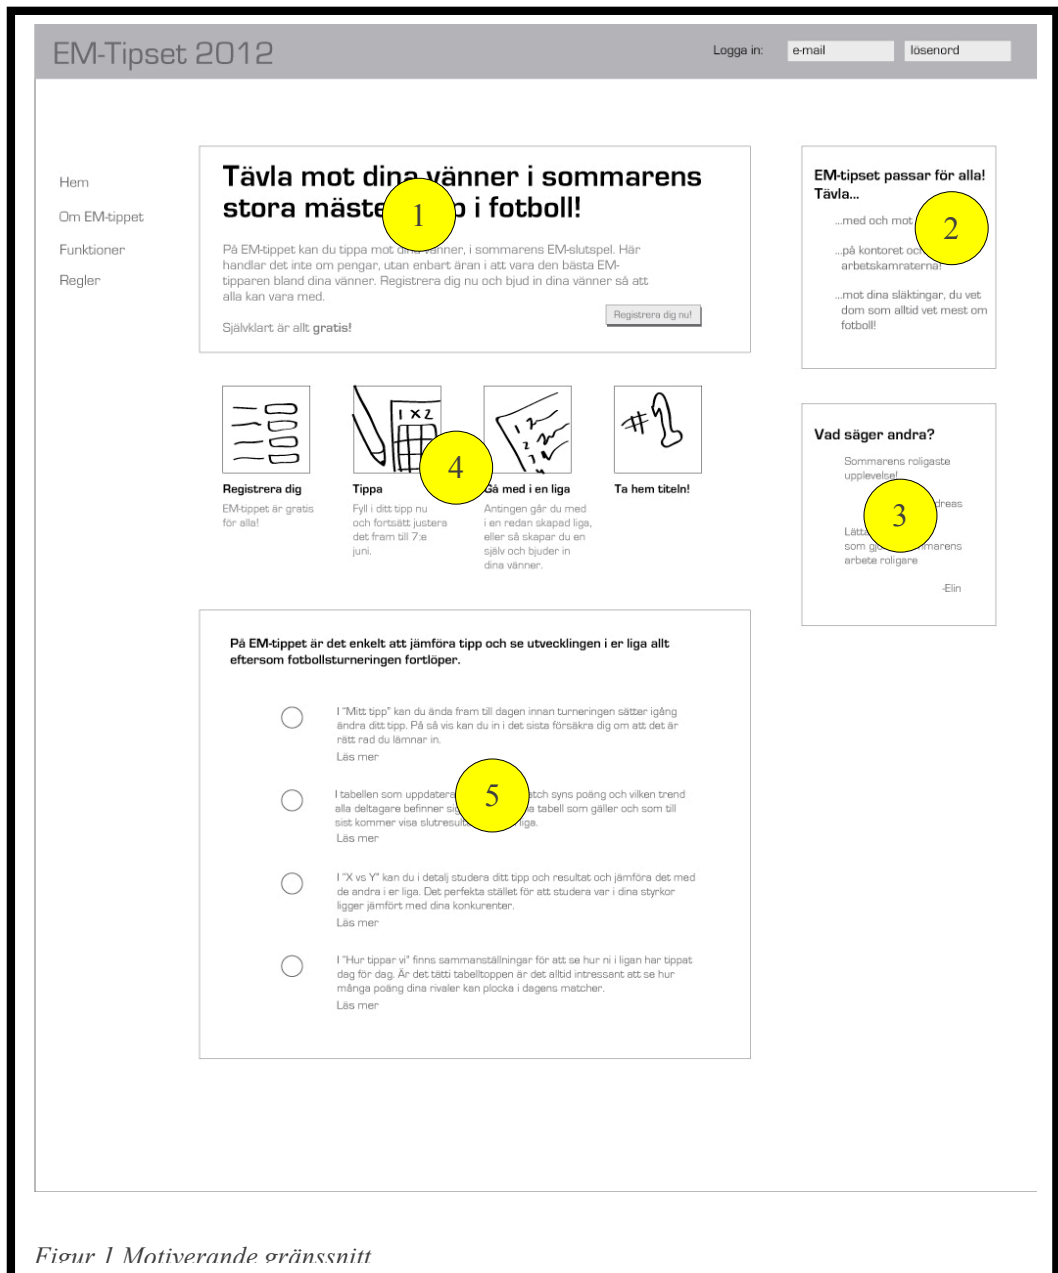 EM-Tipset 2012
Logga in:
e-mail
lösenord
Hem
Om EM-tippet
Funktioner
Regler
Tävla mot dina vänner i sommarens
stora i fotboll!
1
På EM-tippet kan du tippa mot dina vänner, i sommarens EM-slutspel. Här
handlar det inte om pengar, utan enbart äran i att vara den bästa EM-
tipparen bland dina vänner. Registrera dig nu och bjud in dina vänner så att
alla kan vara med.
Självklart är allt gratis!
Registrera dig nu!
EM-tipset passar för alla!
Tävla...
2
...med och mot
...på kontoret
arbetskamraterna!
...mot dina släktingar, du vet
dom som alltid vet mest om
fotboll!
1 X 2
1
2
3
4
#1
4
Registrera dig
EM-tippet är gratis
för alla!
Tippa
Fyll i ditt tipp nu
och fortsätt justera
det fram till 7:e
juni.
Gå med i en liga
Antingen går du med
i en redan skapad liga,
eller så skapar du en
själv och bjuder in
dina vänner.
Ta hem titeln!
Vad säger andra?
Sommarens roligaste
upplevelse!
3
som
arbete roligare
-Elin
På EM-tippet är det enkelt att jämföra tipp och se utvecklingen i er liga allt
eftersom fotbollsturneringen fortlöper.
I "Mitt tipp" kan du ända fram till dagen innan turneringen sätter igång
ändra ditt tipp. På så vis kan du in i det sista försäkra dig om att det är
rätt rad du lämnar in.
Läs mer
5
I tabellen som syns poäng och vilken trend
alla deltagare befinner tabell som gäller och som till
sist kommer visa liga.
Läs mer
I "X vs Y" kan du i detalj studera ditt tipp och resultat och jämföra det med
de andra i er liga. Det perfekta stället för att studera var i dina styrkor
ligger jämfört med dina konkurenter.
Läs mer
I "Hur tippar vi" finns sammanställningar för att se hur ni i ligan har tippat
dag för dag. Är det tätti tabelltoppen är det alltid intressant att se hur
många poäng dina rivaler kan plocka i dagens matcher.
Läs mer
Figur 1 Motiverande gränssnitt